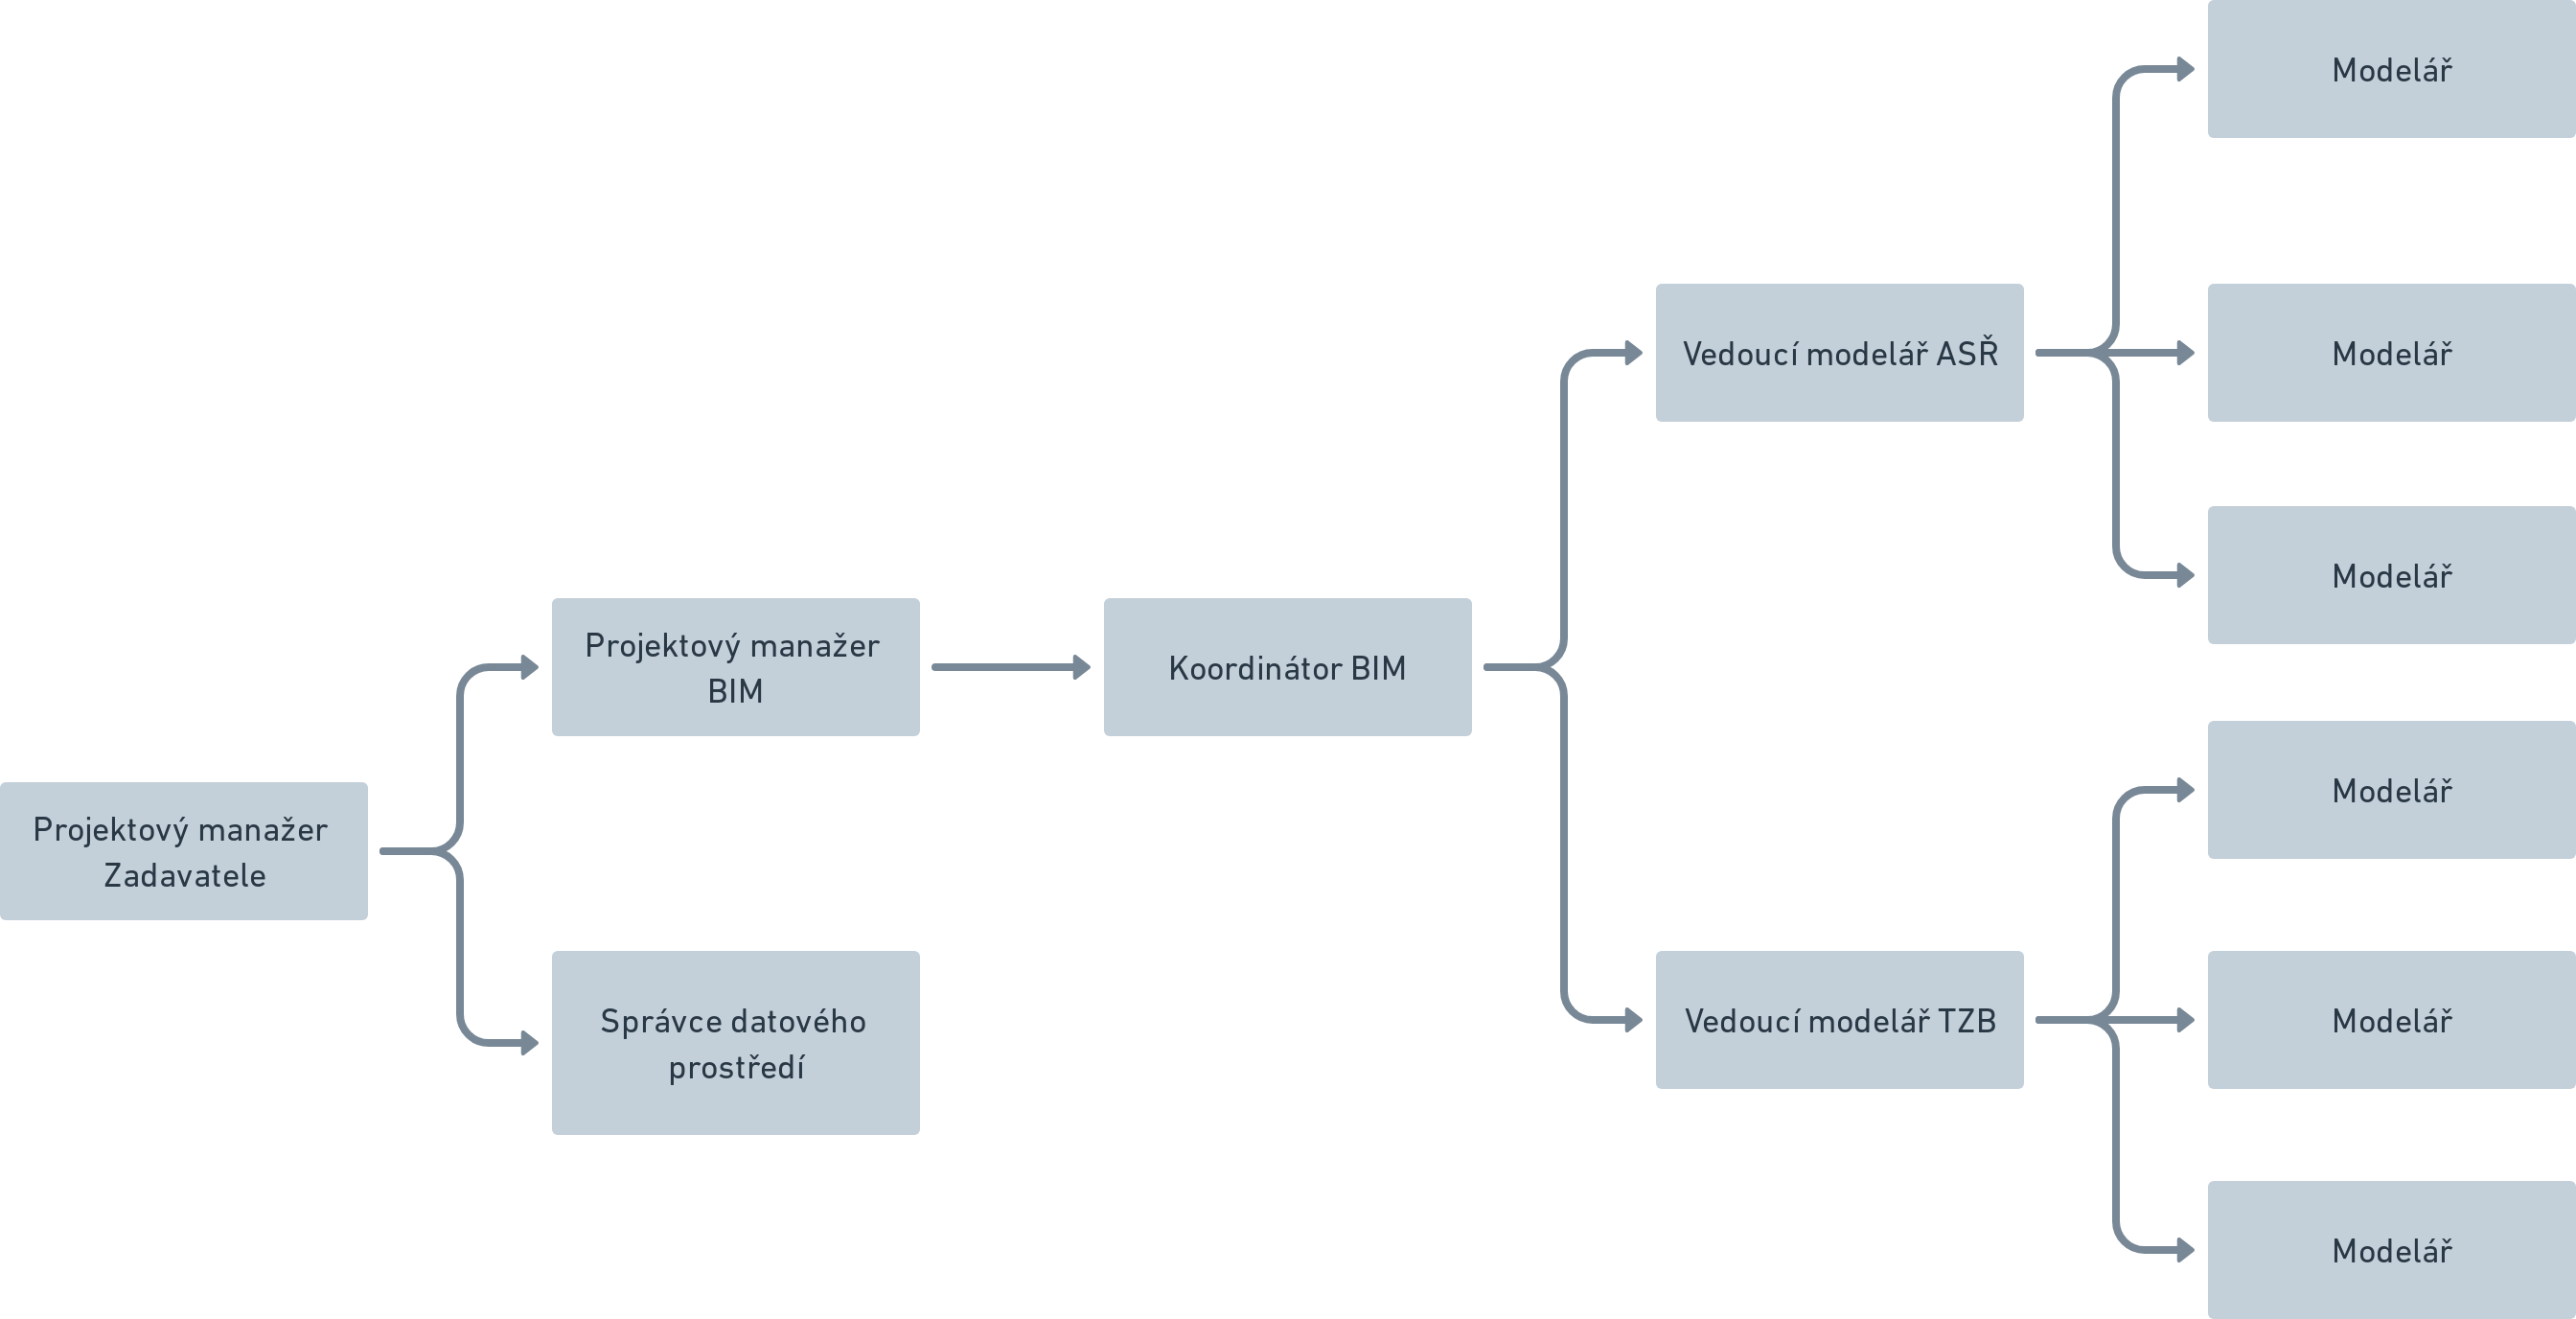 Projektový manažer
Zadavatele
Projektový manažer
BIM
Správce datového
prostředí
Koordinátor BIM
Vedoucí modelář ASŘ
Vedoucí modelář TZB
Modelář
Modelář
Modelář
Modelář
Modelář
Modelář